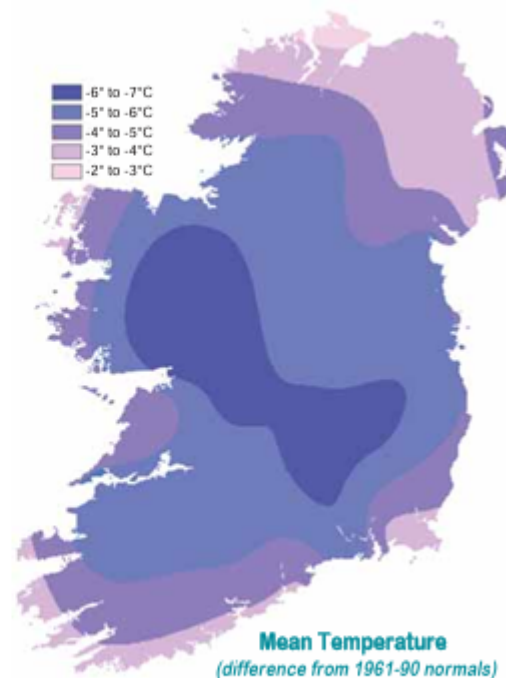 -6° to -7°C
-5° to -6°C
-4° to -5°C
-3° to -4°C
-2° to -3°C
Mean Temperature
(difference from 1961-90 normals)